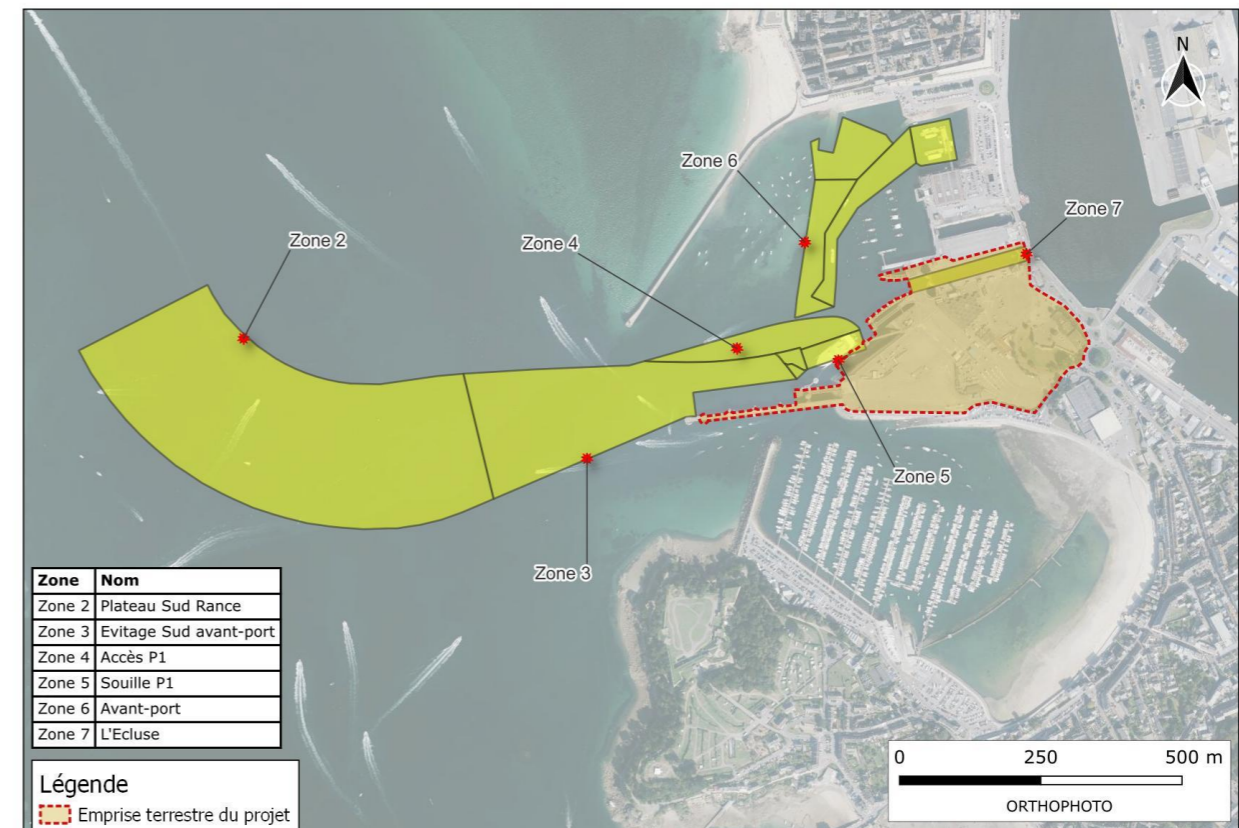 N
Zone 6
Zone 7
Zone 2
Zone 4
Zone 5
Zone 3
Zone Nom
Zone 2 Plateau Sud Rance
Zone 3 Evitage Sud avant-port
Zone 4 Accès P1
Zone 5 Souille P1
Zone 6 Avant-port
Zone 7 L'Ecluse
Légende
Emprise terrestre du projet
0 250 500 m
ORTHOPHOTO